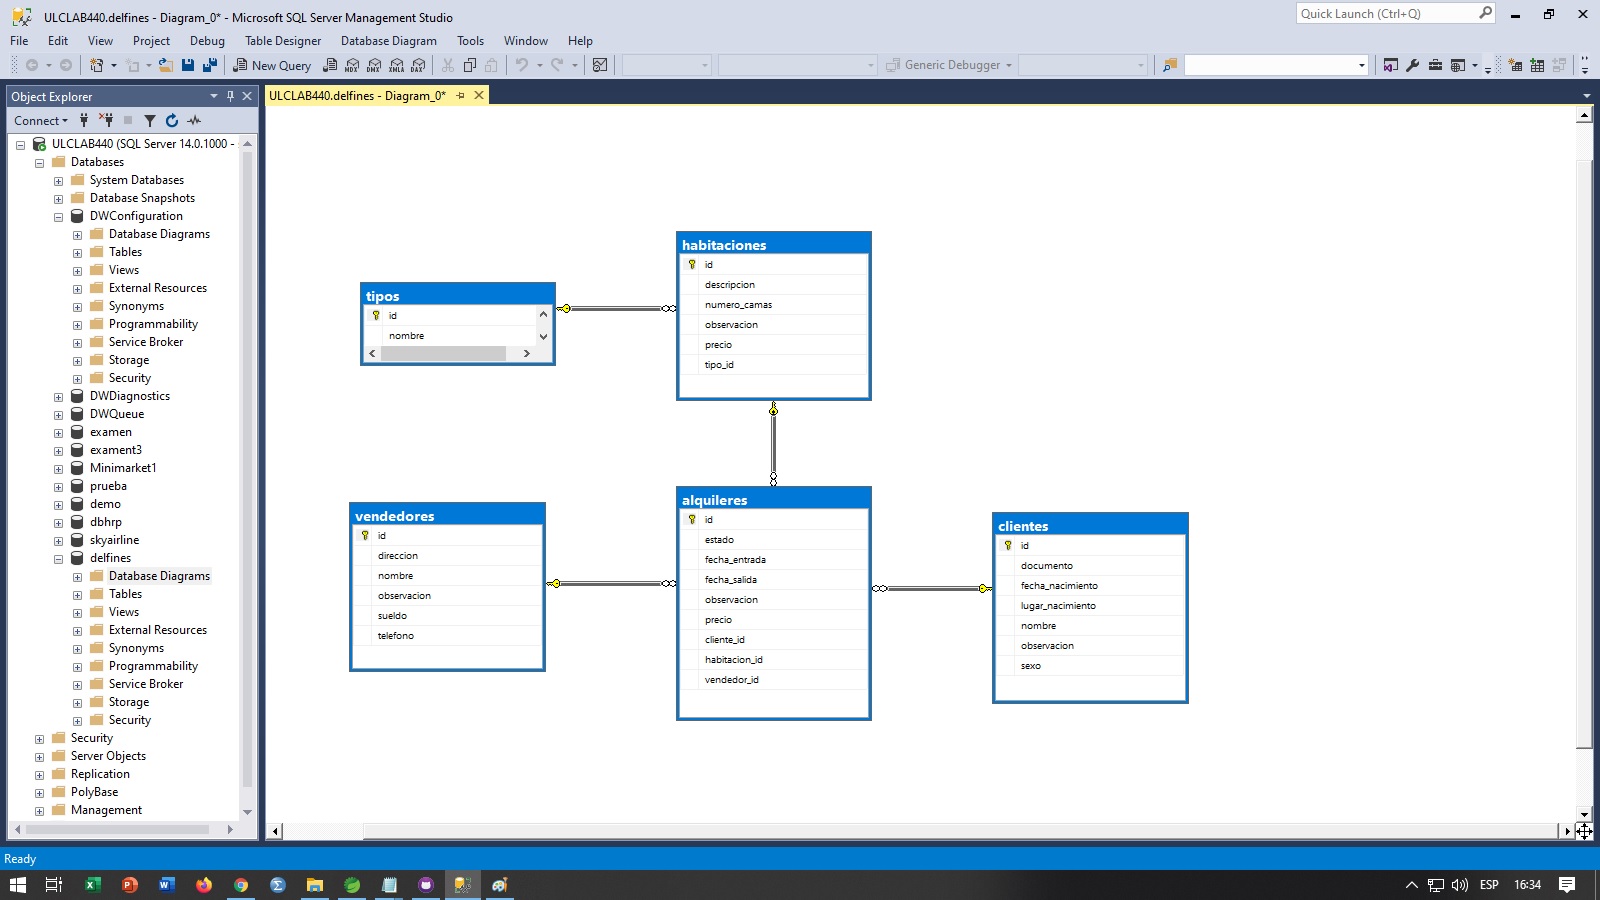 ULCLAB440.delfines - Diagram_0* - Microsoft SQL Server Management Studio
Quick Launch (Ctrl+Q)
File Edit View Project Debug Table Designer Database Diagram Tools Window Help
New Query
MDX DMX XMLA DAX
Generic Debugger
Object Explorer
ULCLAB440.delfines - Diagram_0*
Connect
ULCLAB440 (SQL Server 14.0.1000 -
Databases
System Databases
Database Snapshots
DWConfiguration
Database Diagrams
Tables
Views
External Resources
Synonyms
Programmability
Service Broker
Storage
Security
DWDiagnostics
DWQueue
examen
exament3
Minimarket1
prueba
demo
dbhrp
skyairline
delfines
Database Diagrams
Tables
Views
External Resources
Synonyms
Programmability
Service Broker
Storage
Security
Security
Server Objects
Replication
PolyBase
Management
tipos
id
nombre
habitaciones
id
descripcion
numero_camas
observacion
precio
tipo_id
vendedores
id
direccion
nombre
observacion
sueldo
telefono
alquileres
id
estado
fecha_entrada
fecha_salida
observacion
precio
cliente_id
habitacion_id
vendedor_id
clientes
id
documento
fecha_nacimiento
lugar_nacimiento
nombre
observacion
sexo
Ready
ESP 16:34